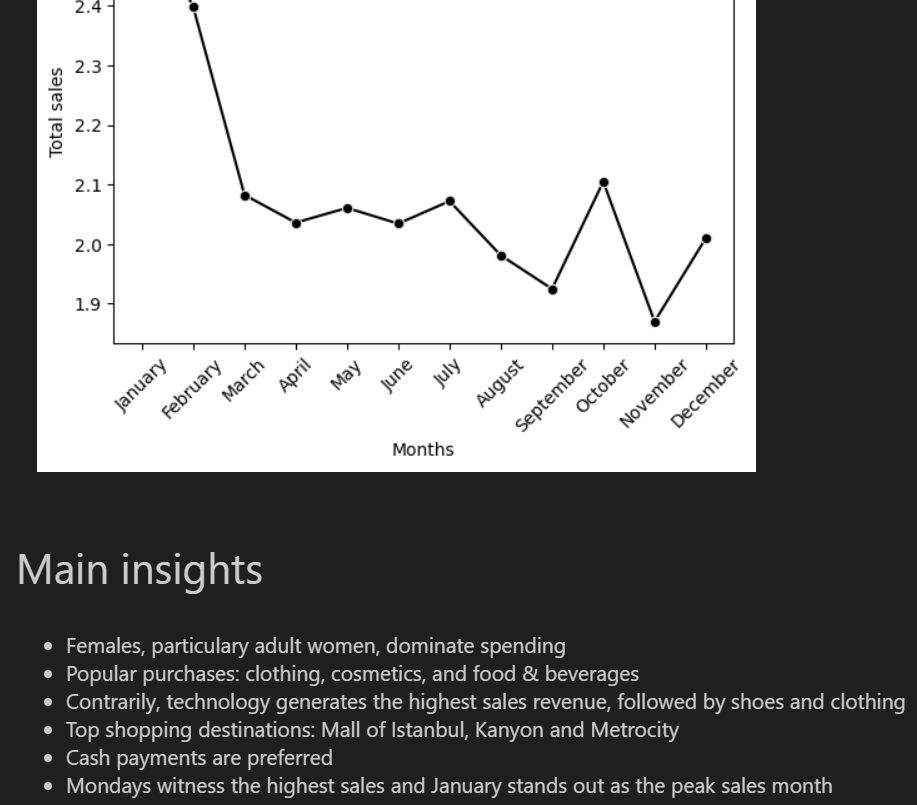 2.4
2.3
2.2
2.1
2.0
1.9
Total sales
January
February
March
April
May
June
July
August
September
October
November
December
Months
Main insights
Females, particulary adult women, dominate spending
Popular purchases: clothing, cosmetics, and food & beverages
Contrarily, technology generates the highest sales revenue, followed by shoes and clothing
Top shopping destinations: Mall of Istanbul, Kanyon and Metrocity
Cash payments are preferred
Mondays witness the highest sales and January stands out as the peak sales month